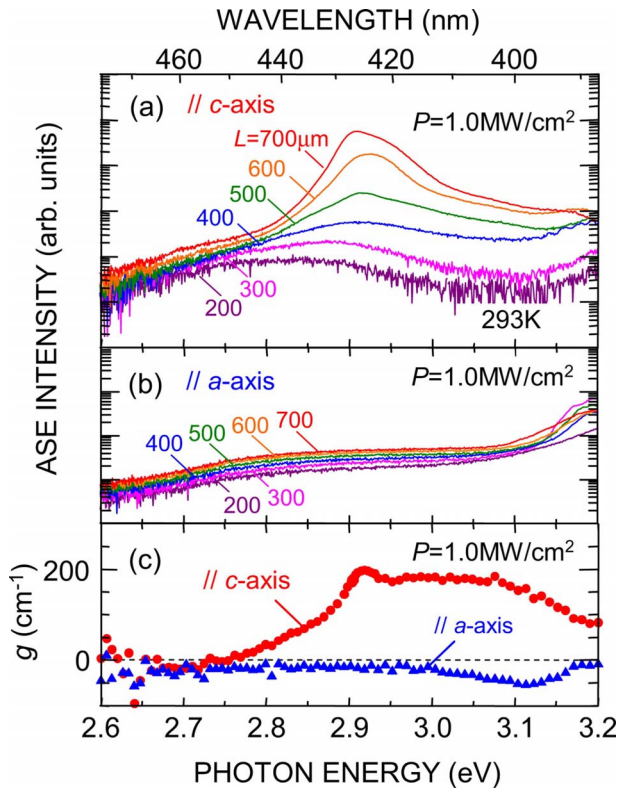 WAVELENGTH (nm)
460 440 420 400
(a) // c-axis P=1.0MW/cm²
L=700μm
600
500
400
300
200
293K
ASE INTENSITY (arb. units)
(b) // a-axis P=1.0MW/cm²
400 500 600 700
200 300
(c) P=1.0MW/cm²
// c-axis
// a-axis
g (cm⁻¹)
200
0
2.6 2.7 2.8 2.9 3.0 3.1 3.2
PHOTON ENERGY (eV)